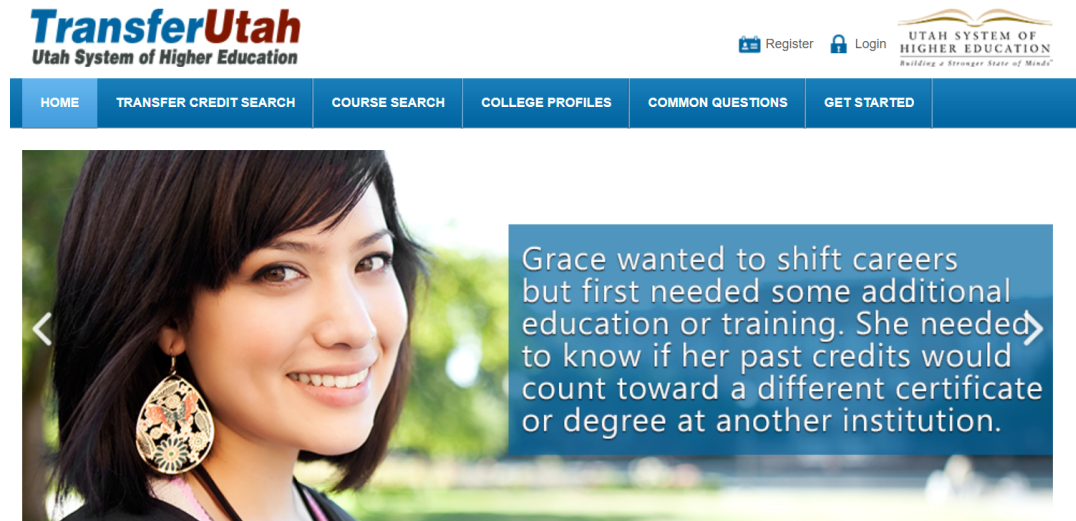 TransferUtah
Utah System of Higher Education
Register
Login
UTAH SYSTEM OF
HIGHER EDUCATION
Building a Stronger State of Minds
HOME
TRANSFER CREDIT SEARCH
COURSE SEARCH
COLLEGE PROFILES
COMMON QUESTIONS
GET STARTED
Grace wanted to shift careers
but first needed some additional
education or training. She needed
to know if her past credits would
count toward a different certificate
or degree at another institution.